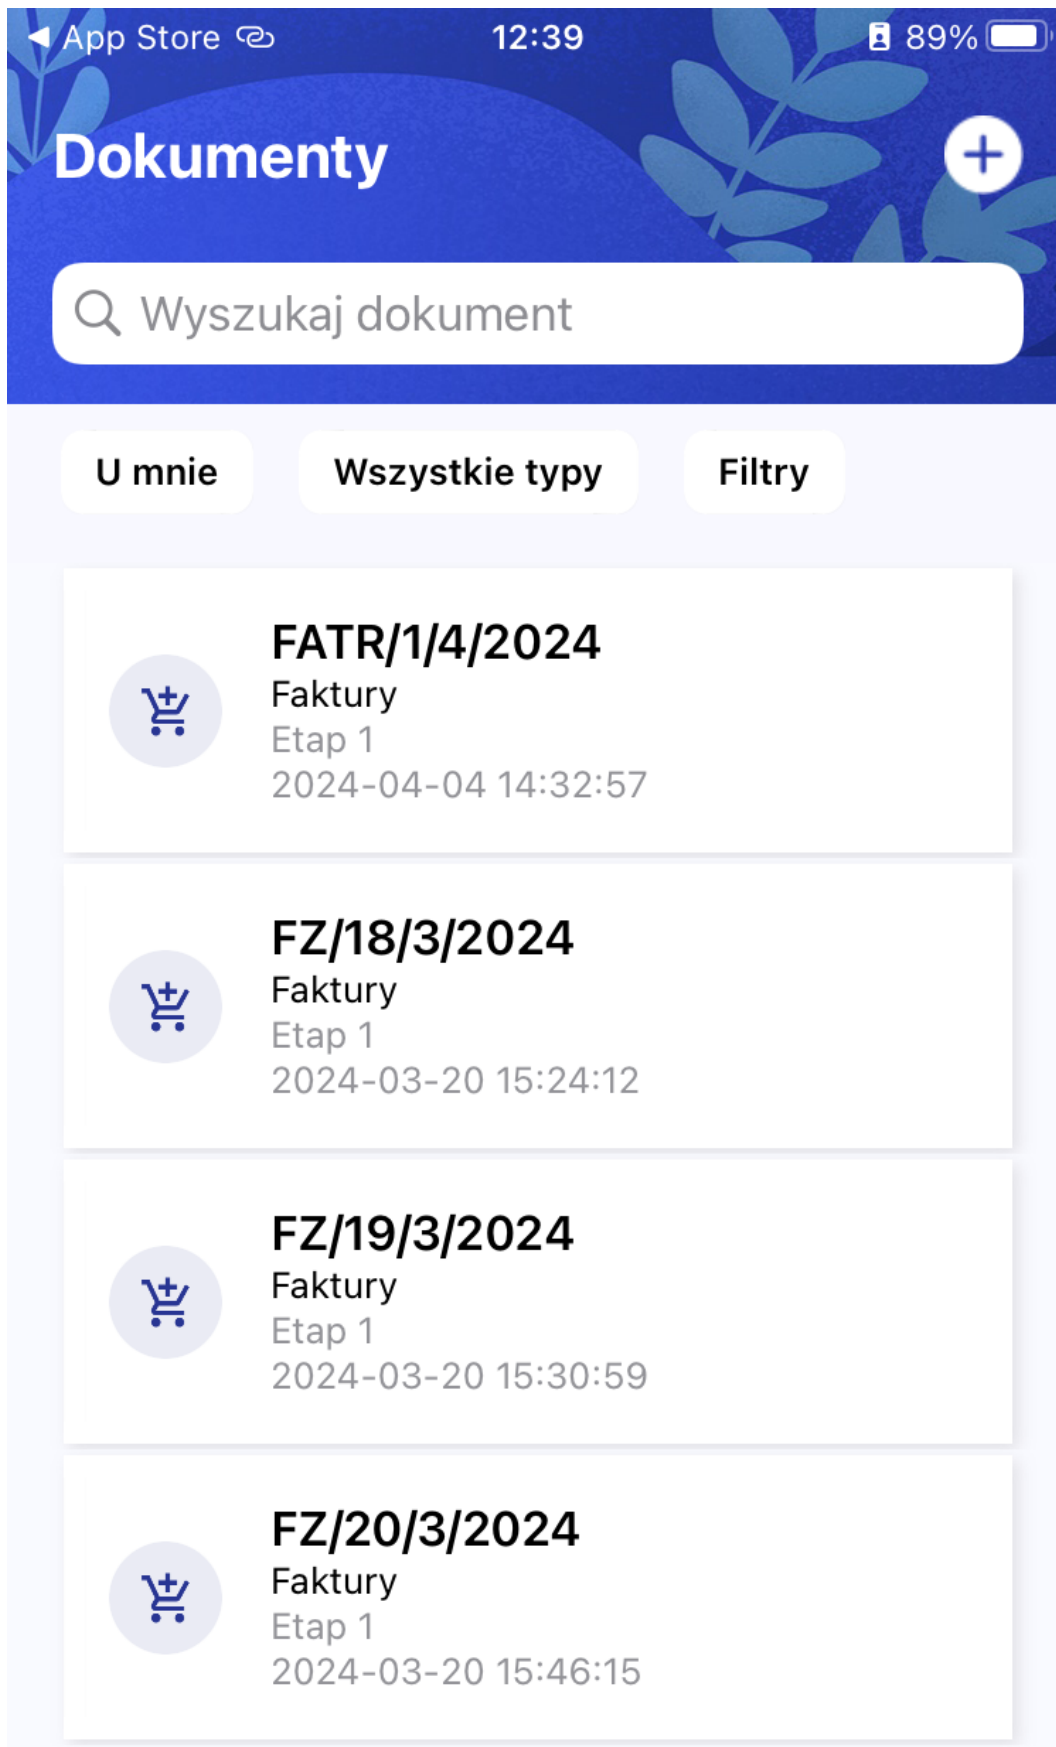 App Store
12:39
89%
Dokumenty
Wyszukaj dokument
U mnie
Wszystkie typy
Filtry
FATR/1/4/2024
Faktury
Etap 1
2024-04-04 14:32:57
FZ/18/3/2024
Faktury
Etap 1
2024-03-20 15:24:12
FZ/19/3/2024
Faktury
Etap 1
2024-03-20 15:30:59
FZ/20/3/2024
Faktury
Etap 1
2024-03-20 15:46:15